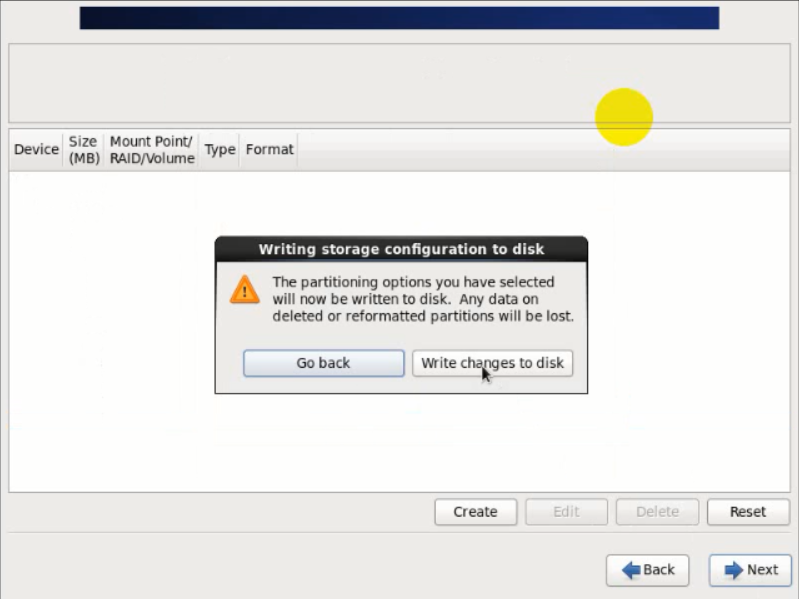 Device
Size
(MB)
Mount Point/
RAID/Volume
Type
Format
Writing storage configuration to disk
The partitioning options you have selected
will now be written to disk.  Any data on
deleted or reformatted partitions will be lost.
Go back
Write changes to disk
Create
Edit
Delete
Reset
Back
Next